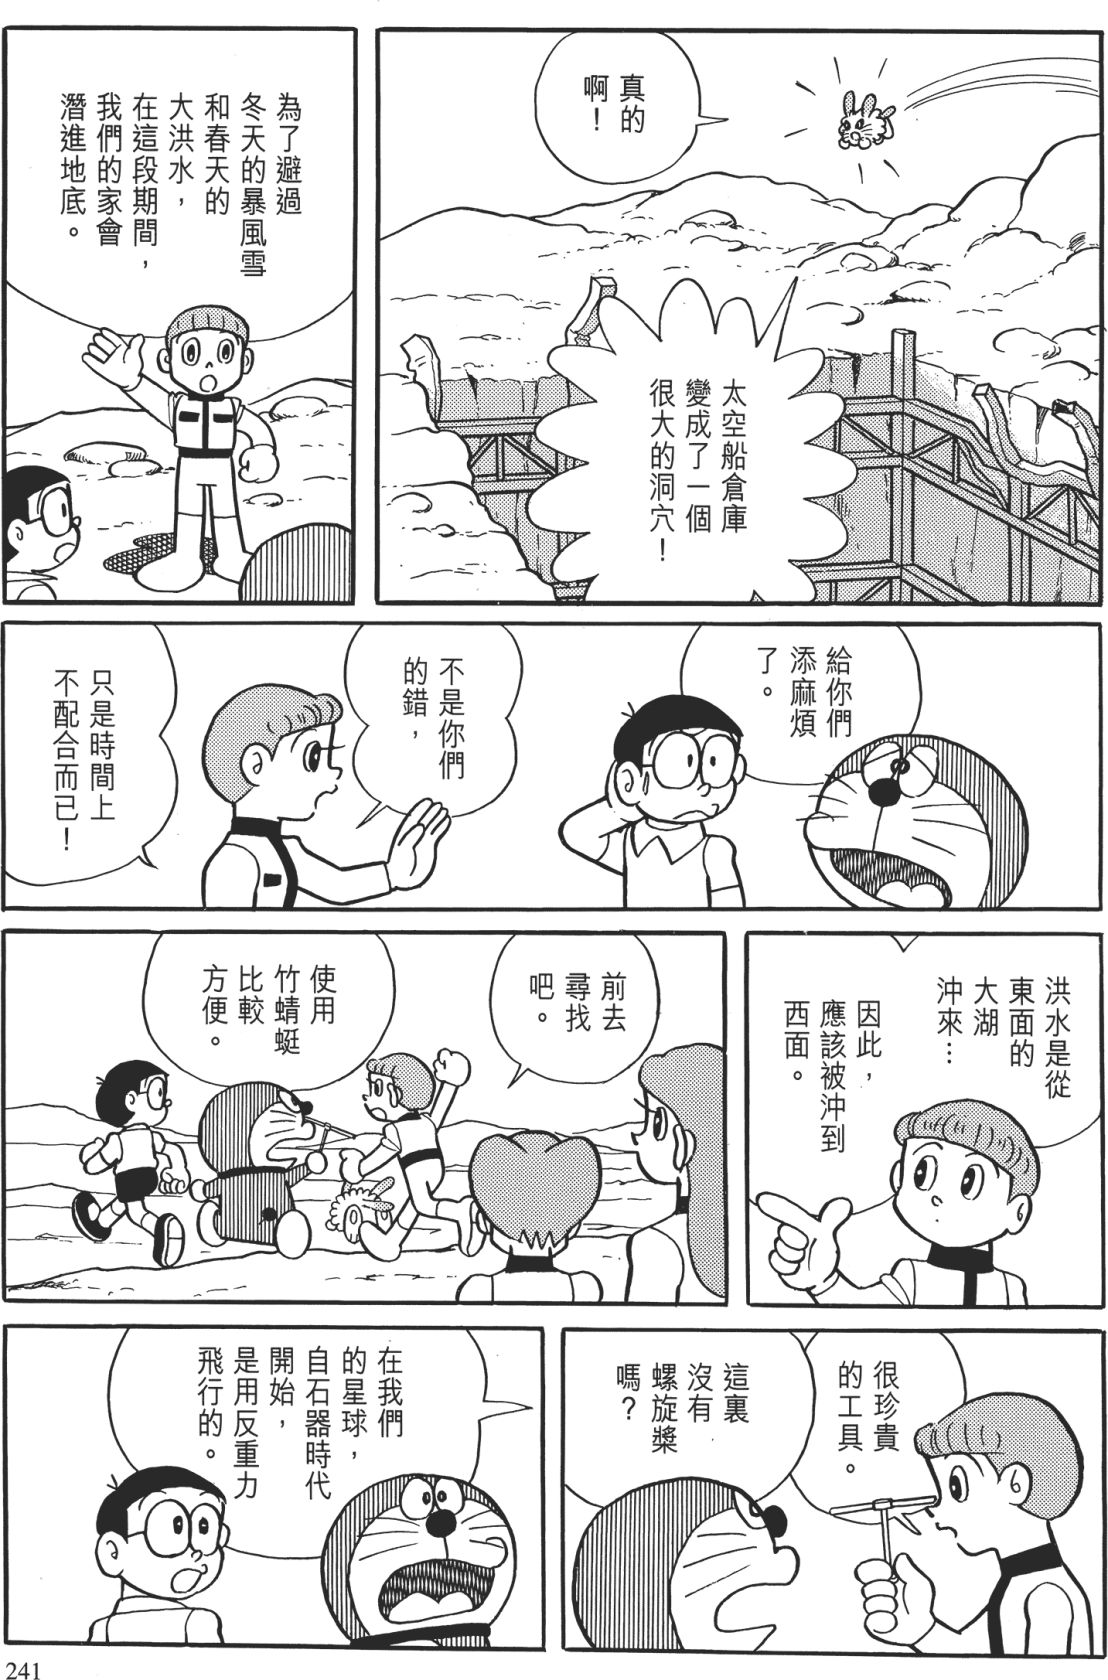 真的
啊！
太空船倉庫
變成了一個
很大的洞穴！
為了避過
冬天的暴風雪
和春天的
大洪水，
在這段期間，
我們的家會
潛進地底。
給你們
添麻煩
了。
不是你們
的錯，
只是時間上
不配合而已！
洪水是從
東面的
大湖
沖來…
因此，
應該被沖到
西面。
前去
尋找
吧。
使用
竹蜻蜓
比較
方便。
很珍貴
的工具。
這裏
沒有
螺旋槳
嗎？
在我們
的星球，
自石器時代
開始，
是用反重力
飛行的。
241